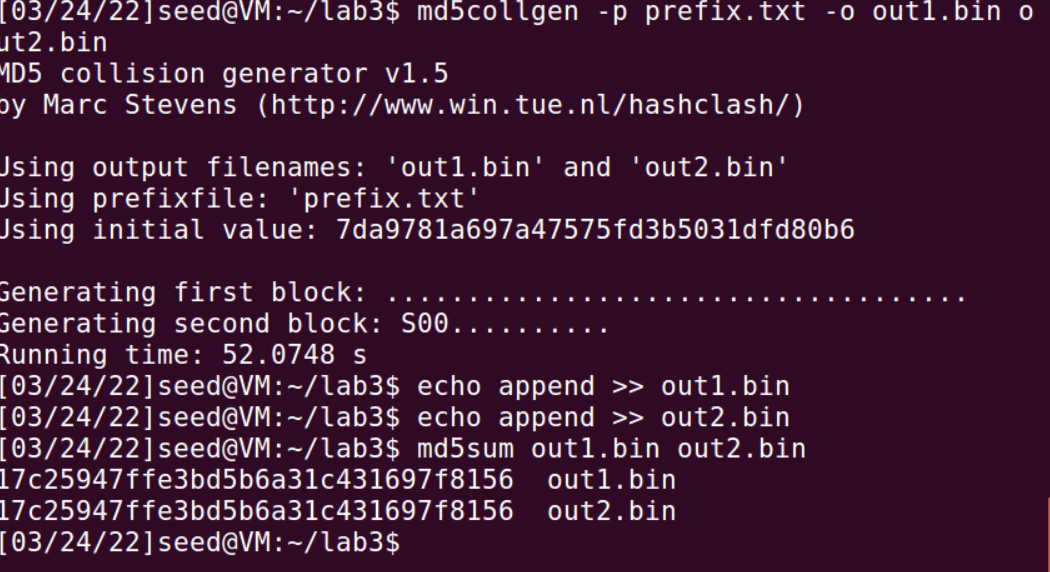 [03/24/22]seed@VM:~/lab3$ md5collgen -p prefix.txt -o out1.bin o
ut2.bin
MD5 collision generator v1.5
by Marc Stevens (http://www.win.tue.nl/hashclash/)
Using output filenames: 'out1.bin' and 'out2.bin'
Using prefixfile: 'prefix.txt'
Using initial value: 7da9781a697a47575fd3b5031dfd80b6
Generating first block: ....................................
Generating second block: S00..........
Running time: 52.0748 s
[03/24/22]seed@VM:~/lab3$ echo append >> out1.bin
[03/24/22]seed@VM:~/lab3$ echo append >> out2.bin
[03/24/22]seed@VM:~/lab3$ md5sum out1.bin out2.bin
17c25947ffe3bd5b6a31c431697f8156  out1.bin
17c25947ffe3bd5b6a31c431697f8156  out2.bin
[03/24/22]seed@VM:~/lab3$